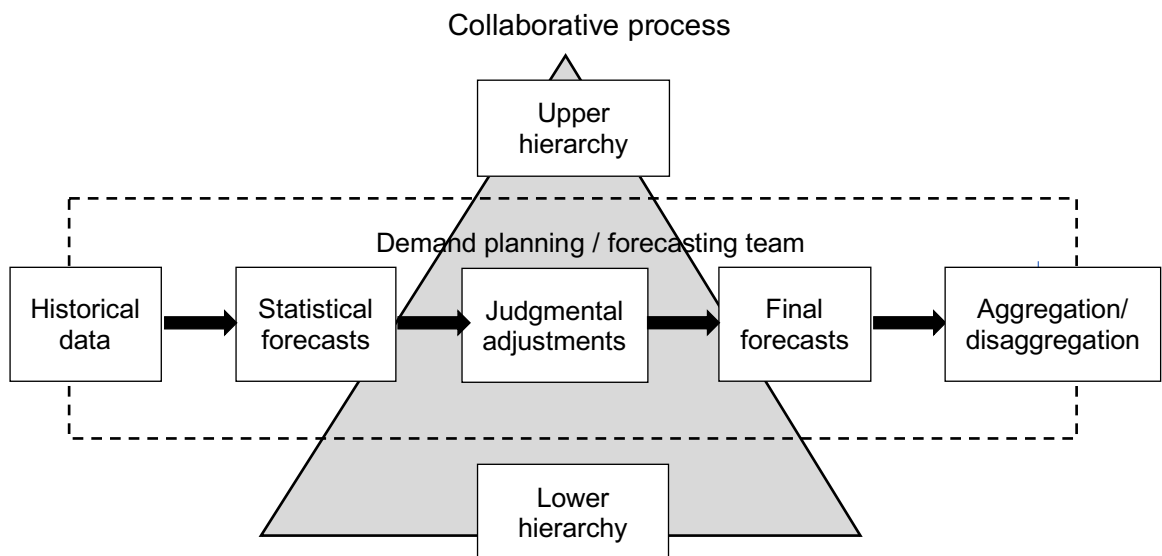 Collaborative process
Upper
hierarchy
Demand planning / forecasting team
Historical
data
Statistical
forecasts
Judgmental
adjustments
Final
forecasts
Aggregation/
disaggregation
Lower
hierarchy